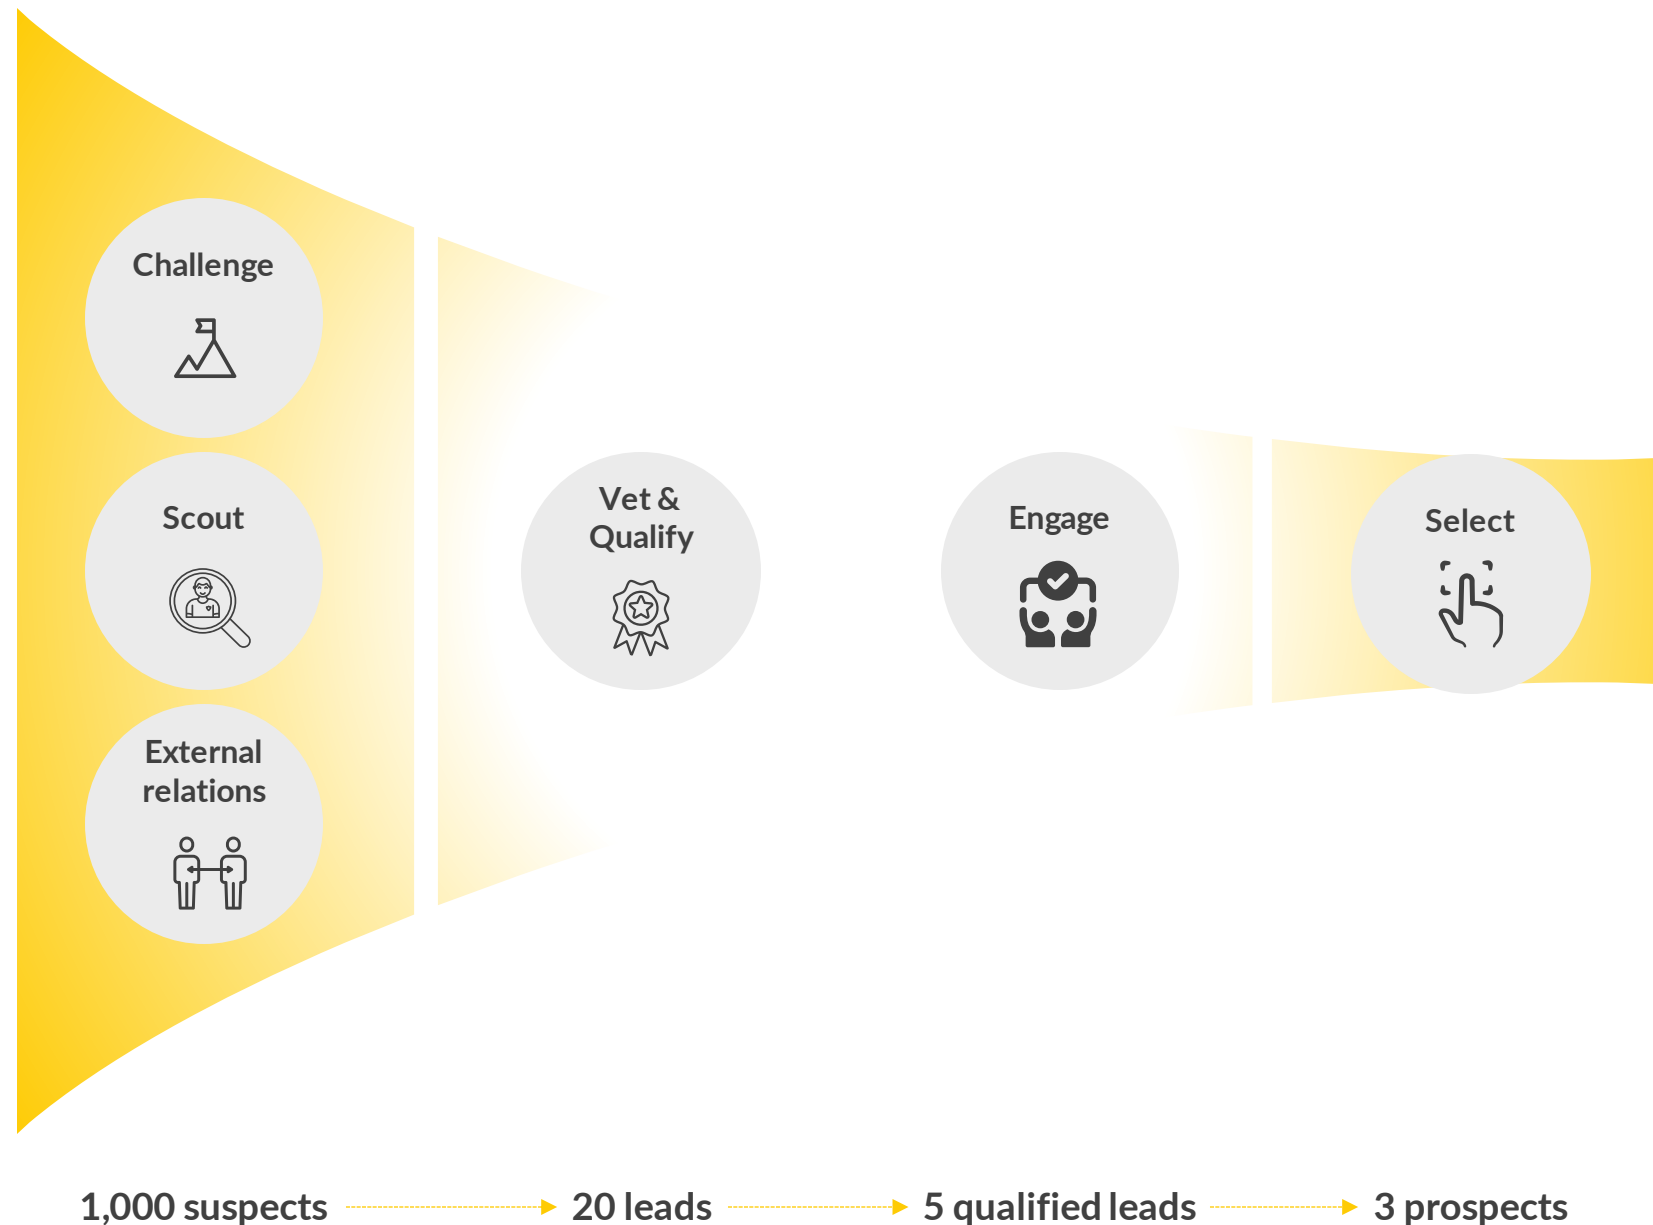 Challenge
Scout
External
relations
Vet &
Qualify
Engage
Select
1,000 suspects
20 leads
5 qualified leads
3 prospects